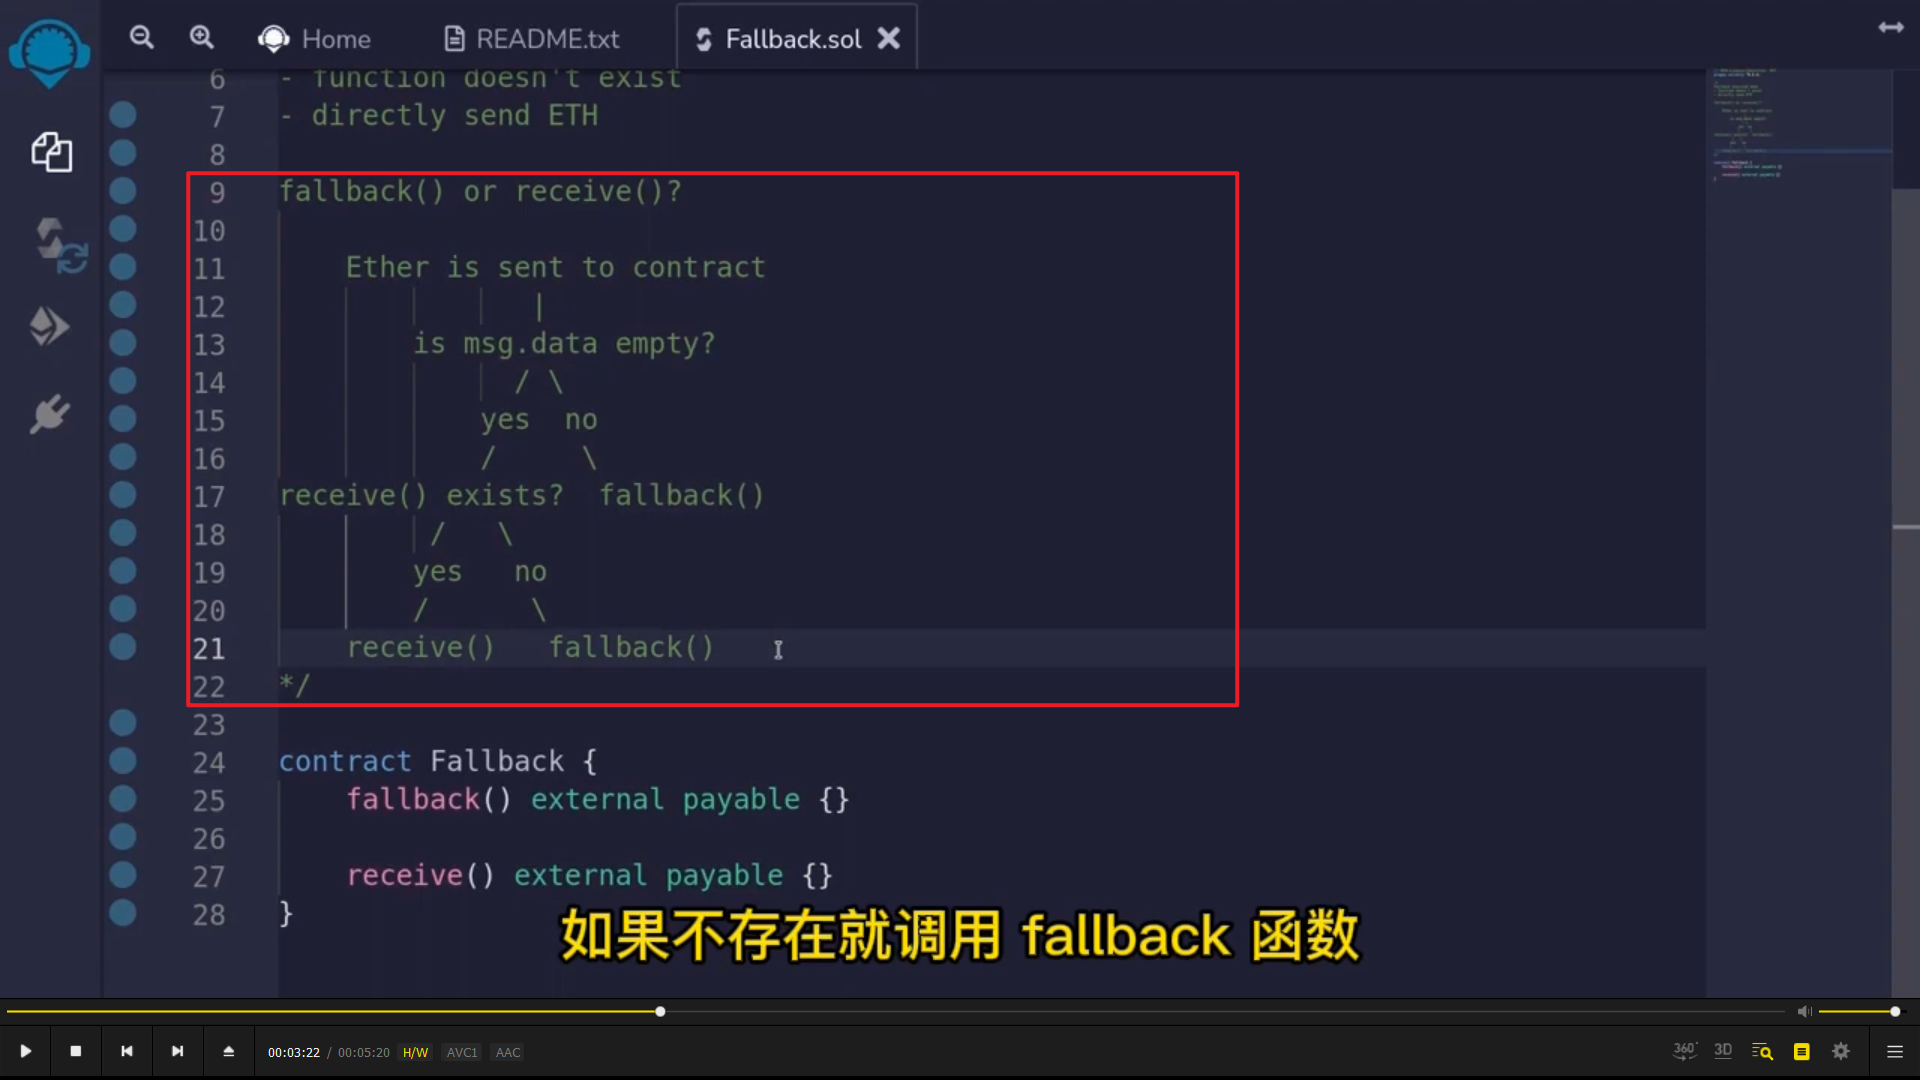 Home
README.txt
Fallback.sol
6 - function doesn't exist
7 - directly send ETH
8
9 fallback() or receive()?
10
11 Ether is sent to contract
12 |
13 is msg.data empty?
14 / \
15 yes no
16 / \
17 receive() exists? fallback()
18 / \
19 yes no
20 / \
21 receive() fallback()
22 */
23
24 contract Fallback {
25 fallback() external payable {}
26
27 receive() external payable {}
28 }
如果不存在就调用 fallback 函数
00:03:22 / 00:05:20 H/W AVC1 AAC
360° 3D